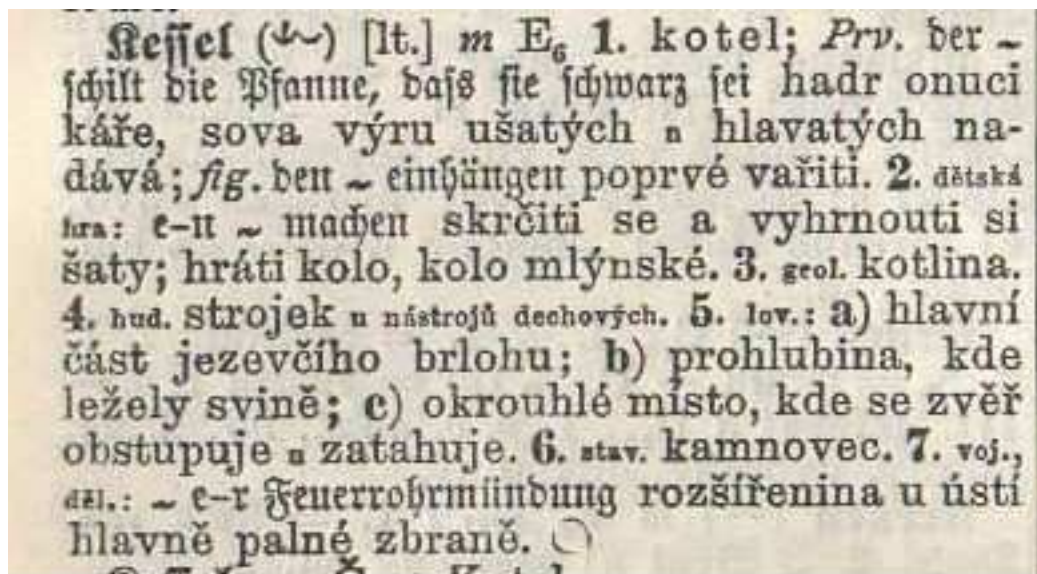 Kessel (⏑́⏑) [lt.] m E₆ 1. kotel; Prv. der ~
schilt die Pfanne, dass sie schwarz sei hadr onuci
káře, sova výru ušatých a hlavatých na-
dává; fig. den ~ einhängen poprvé vařiti. 2. dětská
hra: e-n ~ machen skrčiti se a vyhrnouti si
šaty; hráti kolo, kolo mlýnské. 3. geol. kotlina.
4. hud. strojek u nástrojů dechových. 5. lov.: a) hlavní
část jezevčího brlohu; b) prohlubina, kde
ležely svině; c) okrouhlé místo, kde se zvěř
obstupuje a zatahuje. 6. stav. kamnovec. 7. voj.,
děl.: ~ e-r Feuerrohrmündung rozšířenina u ústí
hlavně palné zbraně.